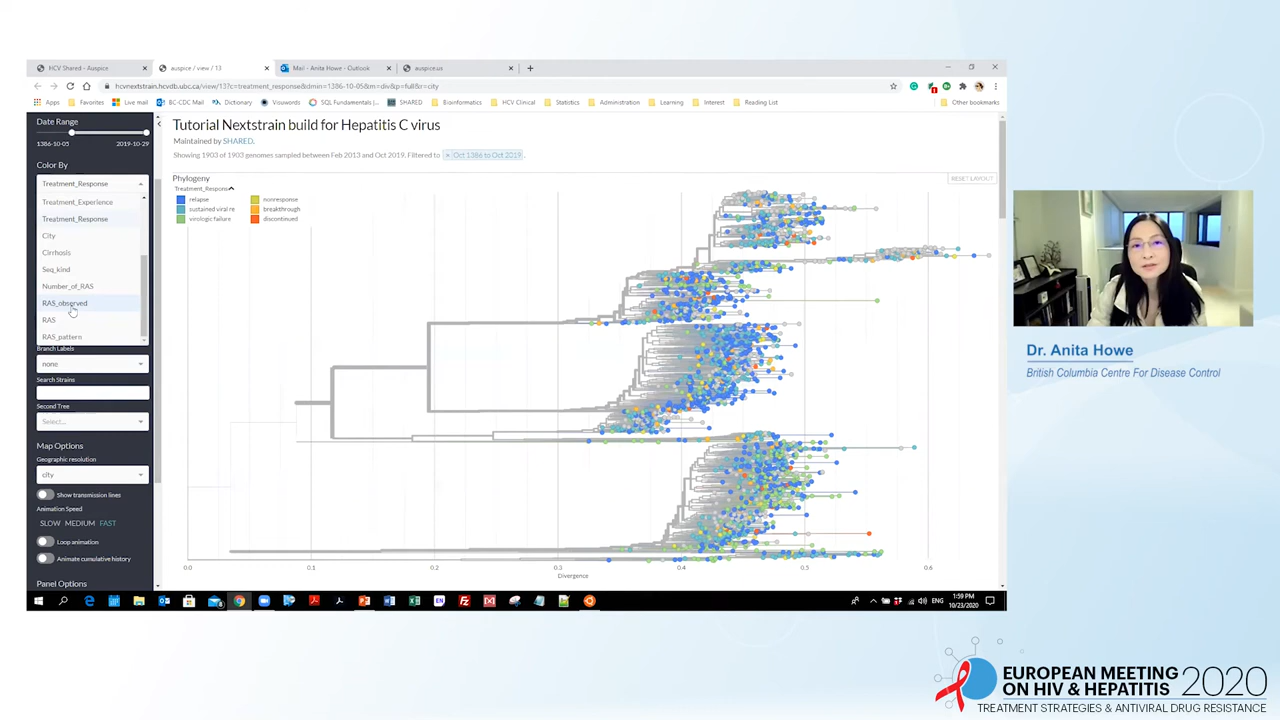 HCV Shared - Auspice
auspice / view / 13
Mail - Anita Howe - Outlook
auspice.us
hcvnextstrain.hcvdb.ubc.ca/view/13?c=treatment_response&dmin=1386-10-05&m=div&p=full&r=city
Apps
Favorites
Live mail
BC-CDC Mail
Dictionary
Visuwords
SQL Fundamentals |...
SHARED
Bioinformatics
HCV Clinical
Statistics
Administration
Learning
Interest
Reading List
Other bookmarks
Date Range
1386-10-05
2019-10-29
Color By
Treatment_Response
Treatment_Experience
Treatment_Response
City
Cirrhosis
Seq_kind
Number_of_RAS
RAS_observed
RAS
RAS_pattern
Branch Labels
none
Search Strains
Second Tree
Select...
Map Options
Geographic resolution
city
Show transmission lines
Animation Speed
SLOW MEDIUM FAST
Loop animation
Animate cumulative history
Panel Options
Tutorial Nextstrain build for Hepatitis C virus
Maintained by SHARED.
Showing 1903 of 1903 genomes sampled between Feb 2013 and Oct 2019. Filtered to Oct 1386 to Oct 2019 .
Phylogeny
RESET LAYOUT
Treatment_Respons
relapse
sustained viral re
virologic failure
nonresponse
breakthrough
discontinued
0.0 0.1 0.2 0.3 0.4 0.5 0.6
Divergence
ENG
1:59 PM
10/23/2020
Dr. Anita Howe
British Columbia Centre For Disease Control
EUROPEAN MEETING
ON HIV & HEPATITIS 2020
TREATMENT STRATEGIES & ANTIVIRAL DRUG RESISTANCE